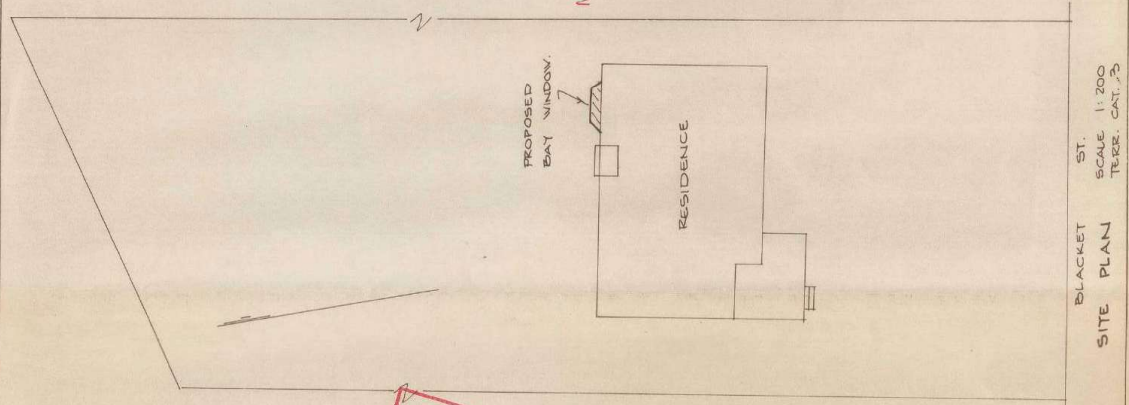 PROPOSED
BAY WINDOW.
RESIDENCE
BLACKET ST.
SITE PLAN
SCALE 1:200
TERR. CAT. 3